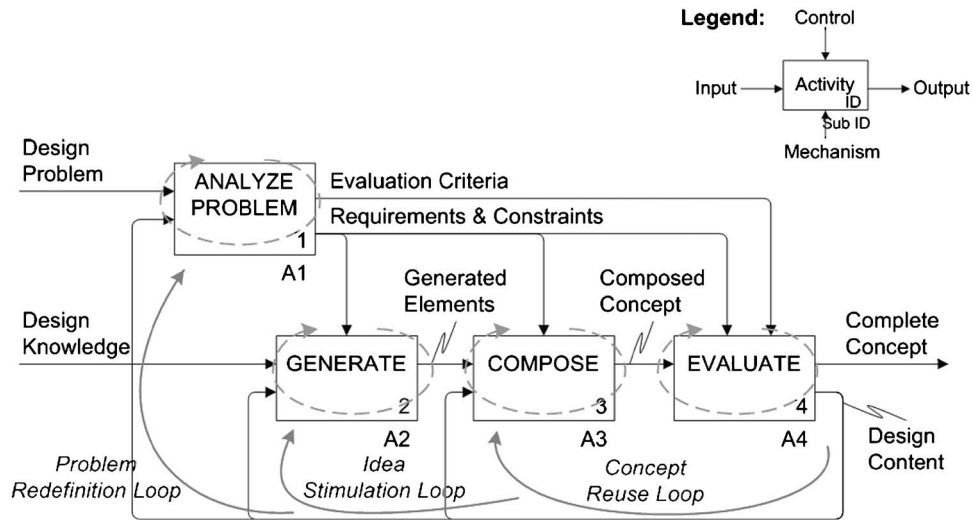 Legend:
Control
Input
Activity
ID
Output
Sub ID
Mechanism
Design
Problem
ANALYZE
PROBLEM
1
A1
Evaluation Criteria
Requirements & Constraints
Design
Knowledge
Generated
Elements
Composed
Concept
Complete
Concept
GENERATE
2
A2
COMPOSE
3
A3
EVALUATE
4
A4
Design
Content
Problem
Redefinition Loop
Idea
Stimulation Loop
Concept
Reuse Loop